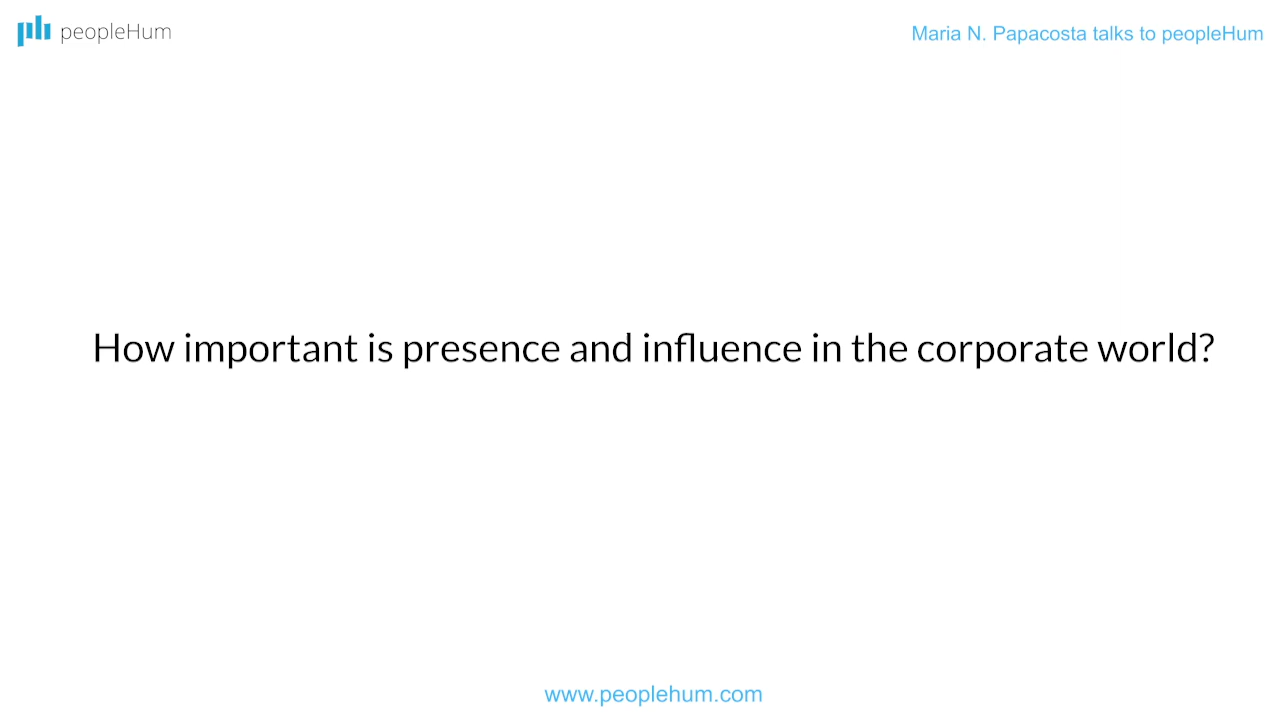 peopleHum
Maria N. Papacosta talks to peopleHum
How important is presence and influence in the corporate world?
www.peoplehum.com